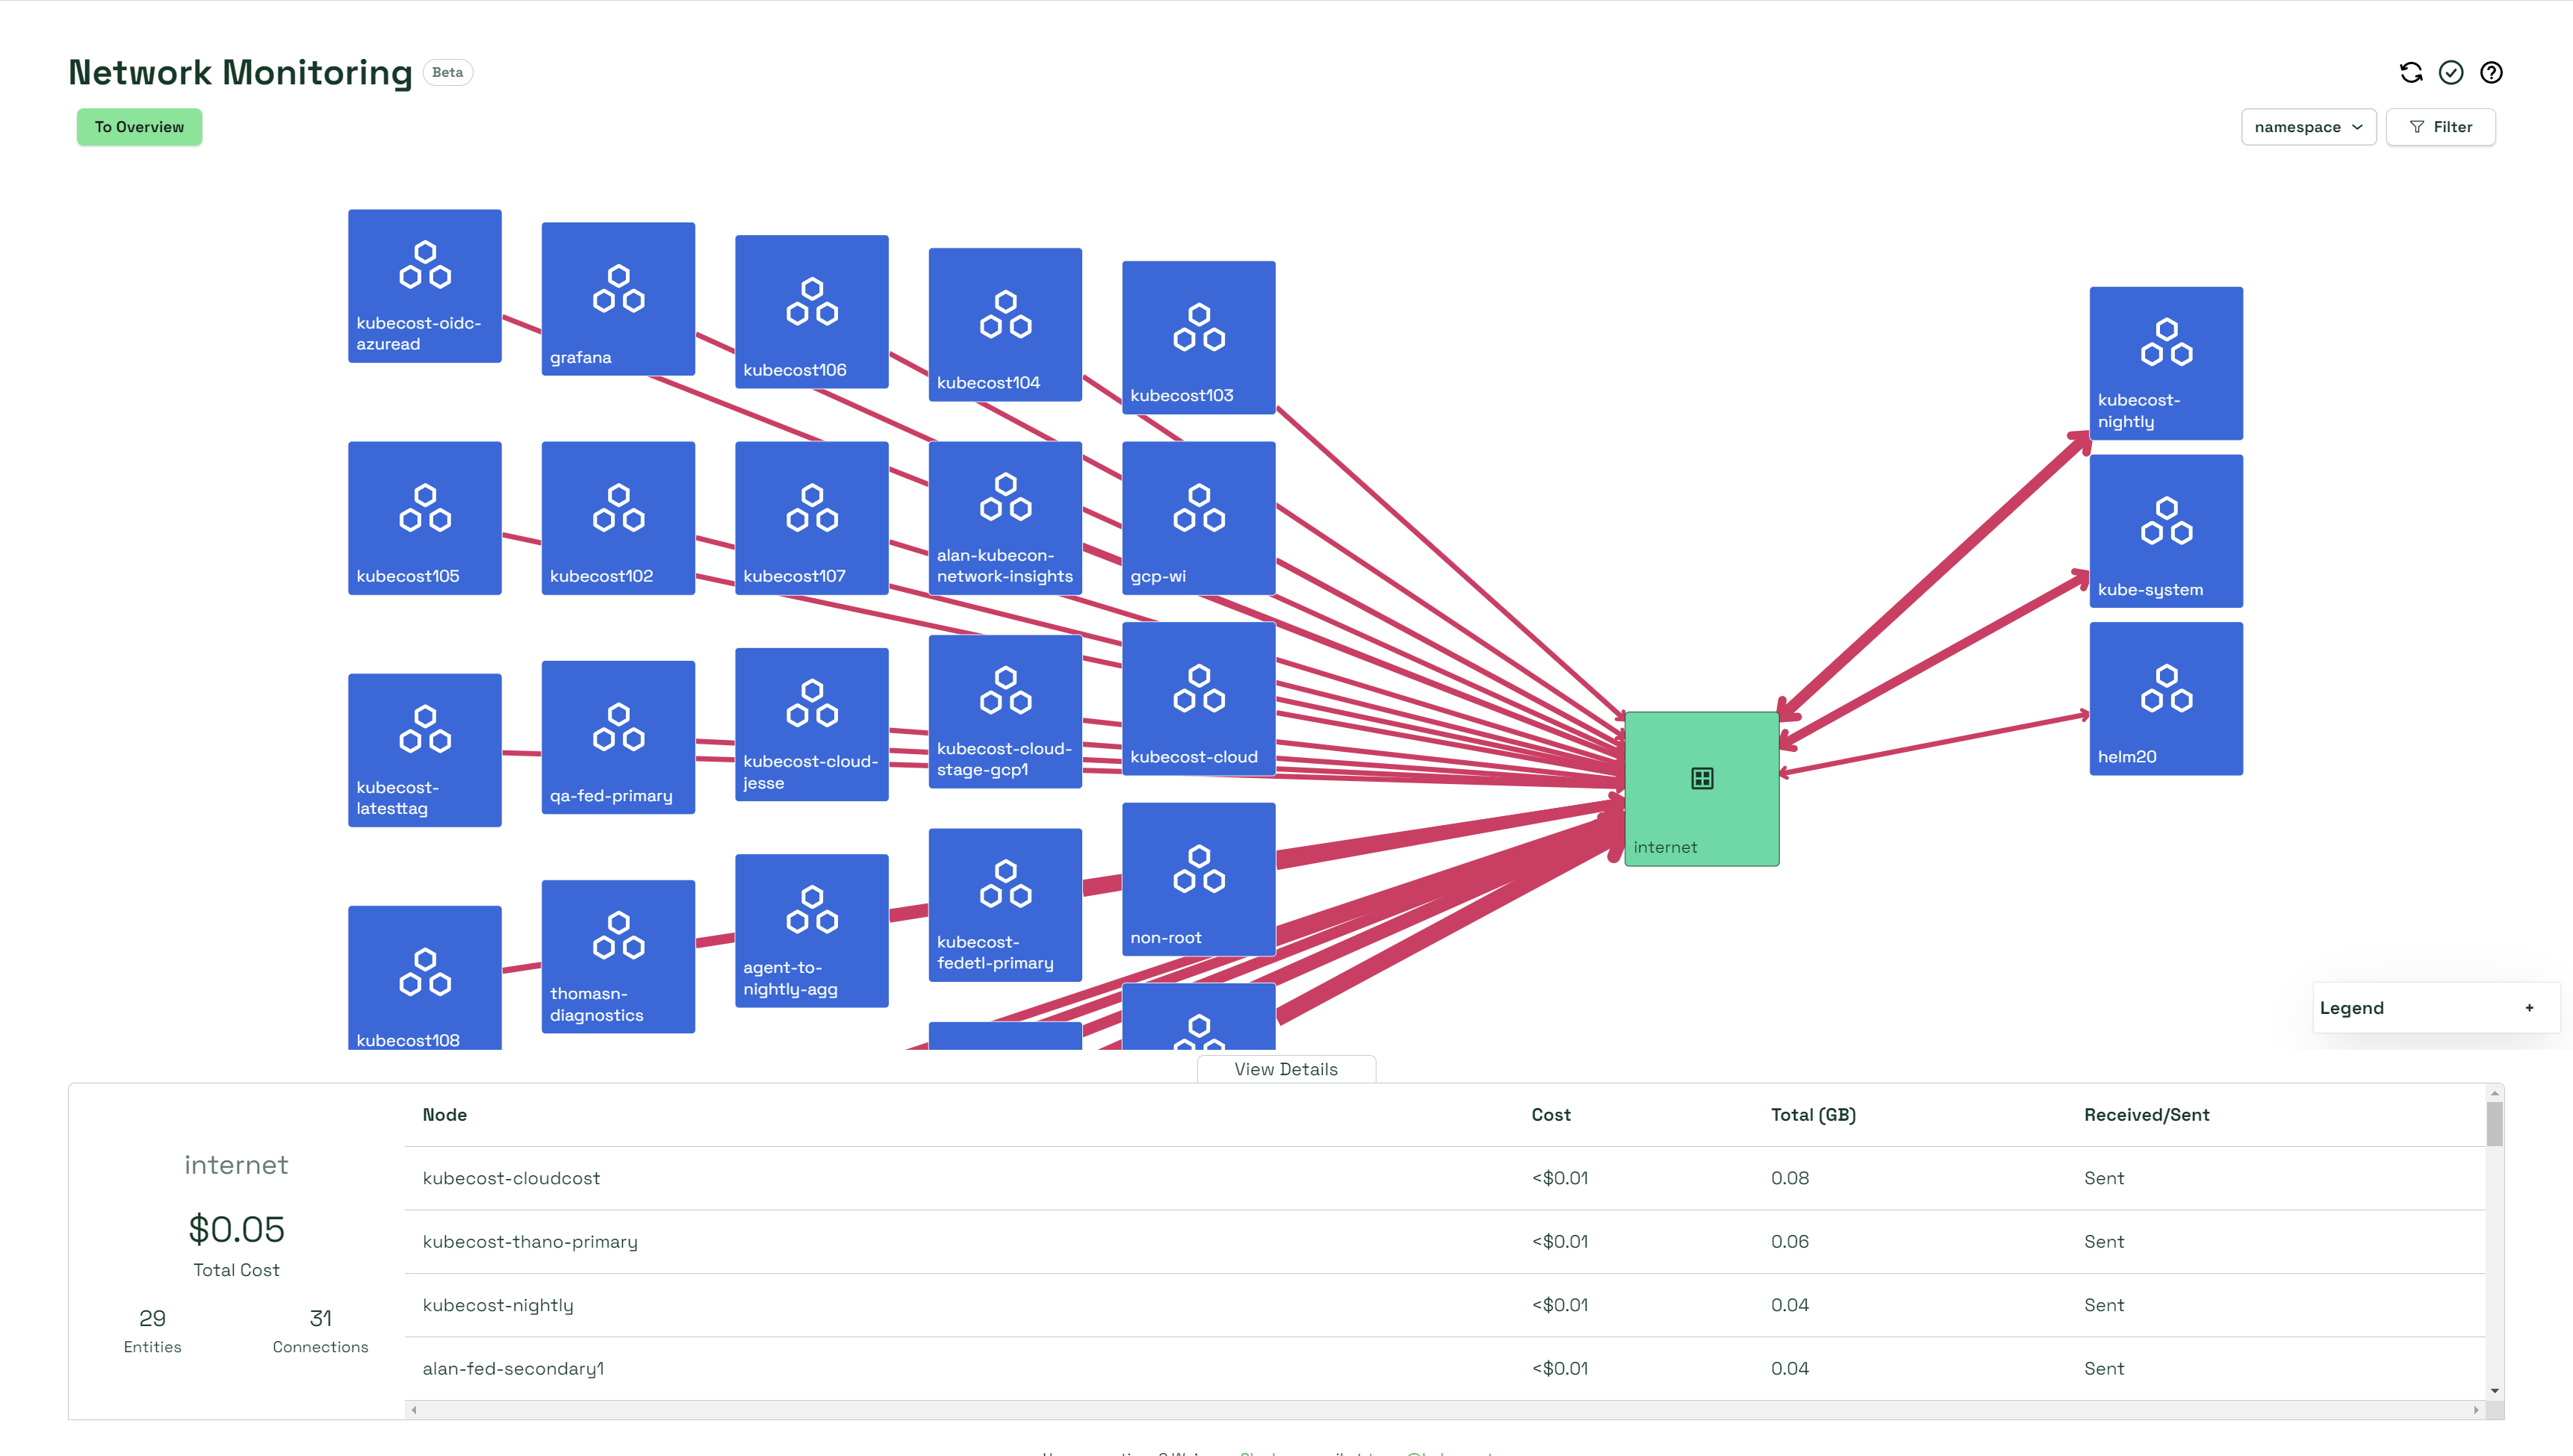 Network Monitoring Beta
To Overview
namespace
Filter
kubecost-oidc-
azuread
grafana
kubecost106
kubecost104
kubecost103
kubecost-
nightly
kubecost105
kubecost102
kubecost107
alan-kubecon-
network-insights
gcp-wi
kube-system
kubecost-
latesttag
qa-fed-primary
kubecost-cloud-
jesse
kubecost-cloud-
stage-gcp1
kubecost-cloud
helm20
internet
kubecost108
thomasn-
diagnostics
agent-to-
nightly-agg
kubecost-
fedetl-primary
non-root
Legend +
View Details
internet
$0.05
Total Cost
29
Entities
31
Connections
Node Cost Total (GB) Received/Sent
kubecost-cloudcost <$0.01 0.08 Sent
kubecost-thano-primary <$0.01 0.06 Sent
kubecost-nightly <$0.01 0.04 Sent
alan-fed-secondary1 <$0.01 0.04 Sent